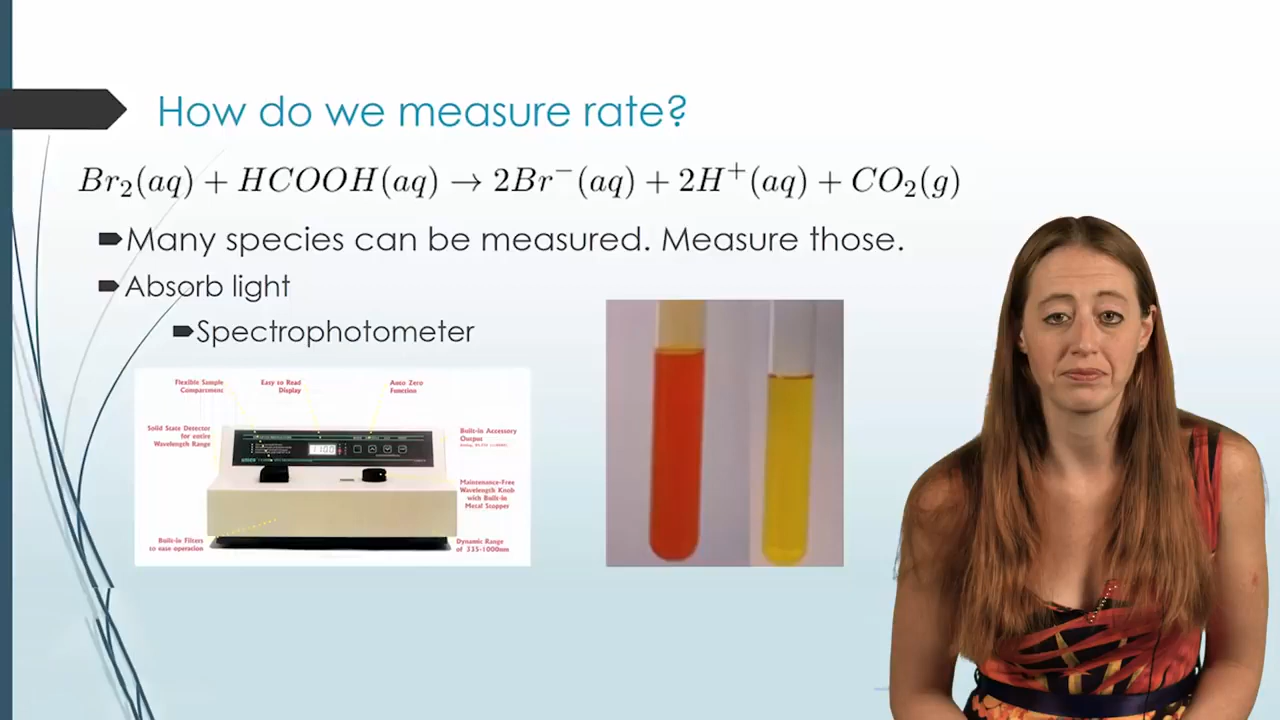 How do we measure rate?
Br₂(aq) + HCOOH(aq) → 2Br⁻(aq) + 2H⁺(aq) + CO₂(g)
Many species can be measured. Measure those.
Absorb light
Spectrophotometer
Flexible Sample
Compartment
Easy to Read
Display
Auto Zero
Function
Solid State Detector
for entire
Wavelength Range
Built-in Accessory
Output
Maintenance-Free
Wavelength Knob
with Built-in
Metal Stopper
Built-in Filters
to ease operation
Dynamic Range
of 335-1000nm